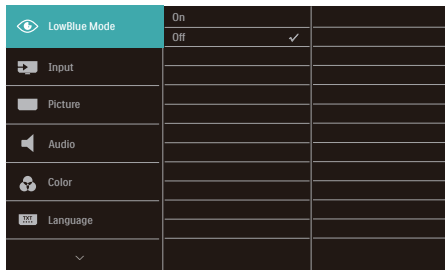 LowBlue Mode
On
Off
Input
Picture
Audio
Color
TXT
Language